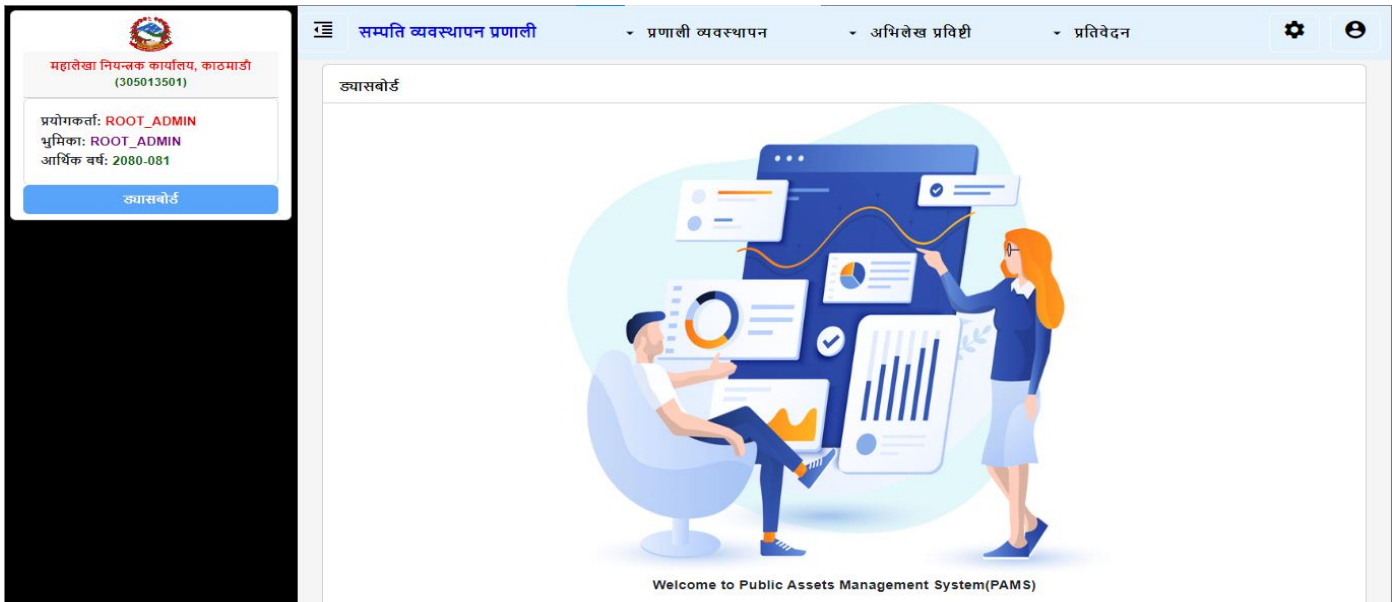 महालेखा नियन्त्रक कार्यालय, काठमाडौ
(305013501)
प्रयोगकर्ता: ROOT_ADMIN
भुमिका: ROOT_ADMIN
आर्थिक बर्ष: 2080-081
ड्यासबोर्ड
सम्पति व्यवस्थापन प्रणाली
प्रणाली व्यवस्थापन
अभिलेख प्रविष्टी
प्रतिवेदन
ड्यासबोर्ड
Welcome to Public Assets Management System(PAMS)